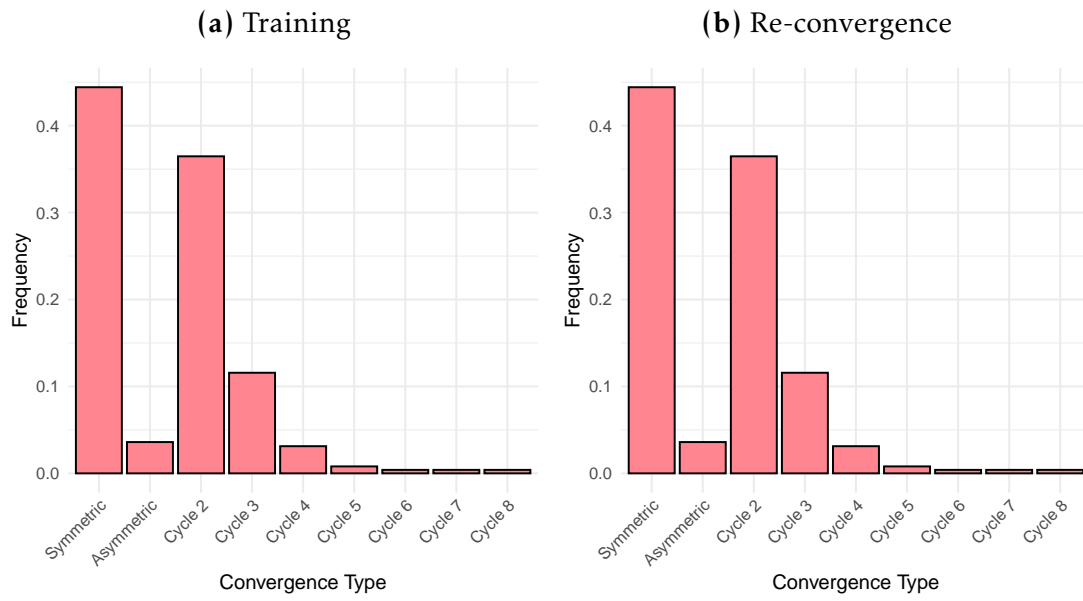 (a) Training
Frequency
0.4
0.3
0.2
0.1
0.0
Symmetric
Asymmetric
Cycle 2
Cycle 3
Cycle 4
Cycle 5
Cycle 6
Cycle 7
Cycle 8
Convergence Type
(b) Re-convergence
Frequency
0.4
0.3
0.2
0.1
0.0
Symmetric
Asymmetric
Cycle 2
Cycle 3
Cycle 4
Cycle 5
Cycle 6
Cycle 7
Cycle 8
Convergence Type